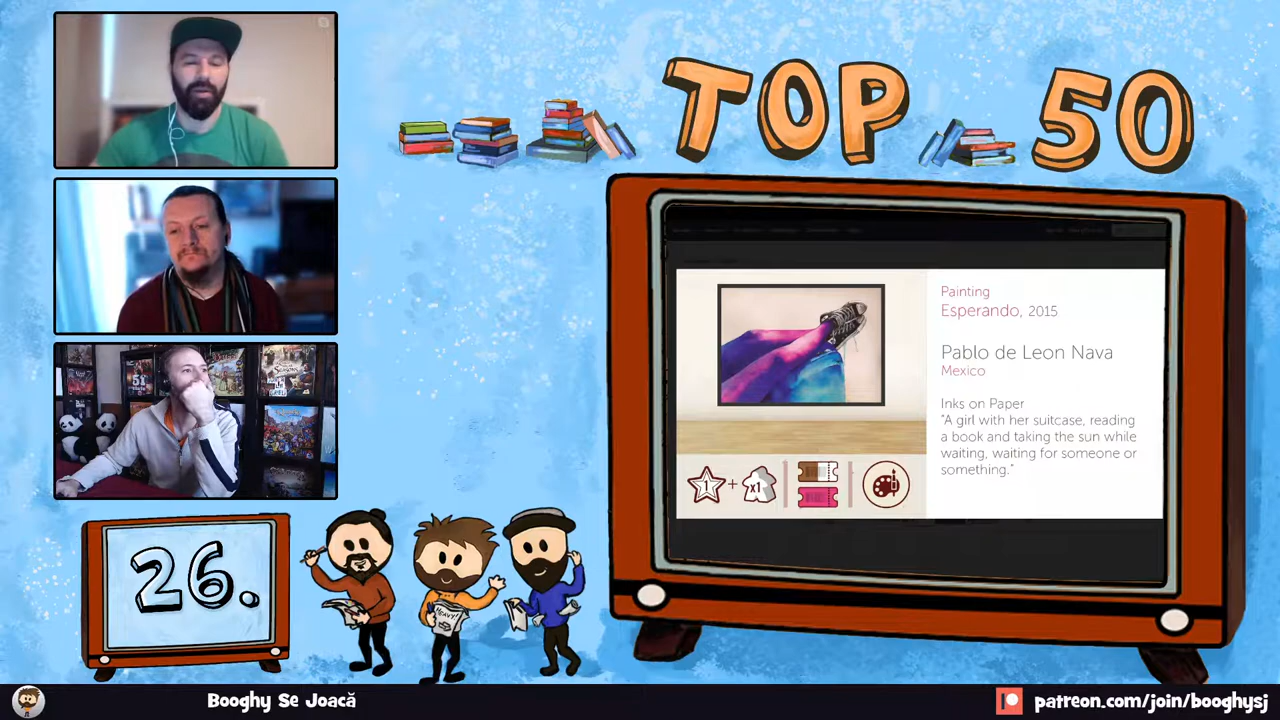 TOP 50
Painting
Esperando, 2015
Pablo de Leon Nava
Mexico
Inks on Paper
"A girl with her suitcase, reading
a book and taking the sun while
waiting, waiting for someone or
something."
1 + x1
26.
HEAVY!
Booghy Se Joacă
patreon.com/join/booghysj